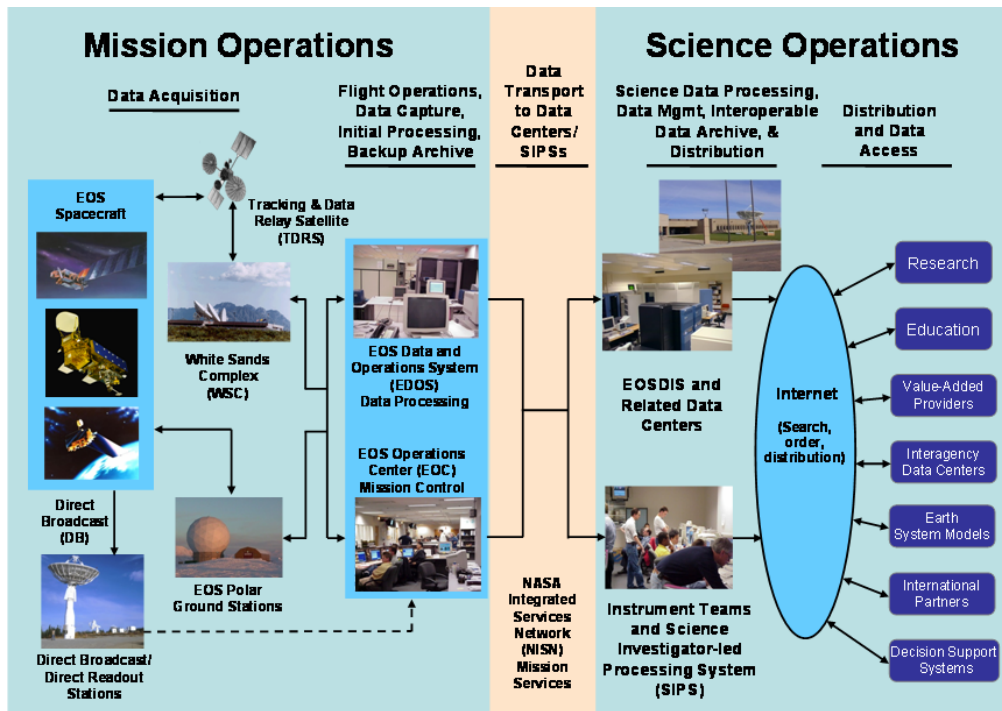 Mission Operations
Science Operations
Data Acquisition
Flight Operations,
Data Capture,
Initial Processing,
Backup Archive
Data
Transport
to Data
Centers/
SIPSs
Science Data Processing,
Data Mgmt, Interoperable
Data Archive, &
Distribution
Distribution
and Data
Access
EOS
Spacecraft
Tracking & Data
Relay Satellite
(TDRS)
White Sands
Complex
(WSC)
Direct
Broadcast
(DB)
EOS Polar
Ground Stations
Direct Broadcast/
Direct Readout
Stations
EOS Data and
Operations System
(EDOS)
Data Processing
EOS Operations
Center (EOC)
Mission Control
NASA
Integrated
Services
Network
(NISN)
Mission
Services
EOSDIS and
Related Data
Centers
Instrument Teams
and Science
Investigator-led
Processing System
(SIPS)
Internet
(Search,
order,
distribution)
Research
Education
Value-Added
Providers
Interagency
Data Centers
Earth
System Models
International
Partners
Decision Support
Systems